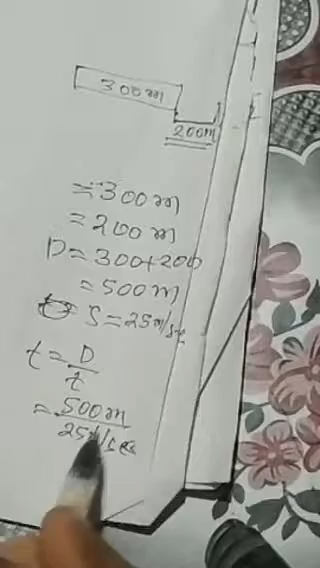 300m
200m
= 300m
= 200m
D = 300+200
= 500m
S = 25m/sec
t = D
t
= 500m
25m/sec